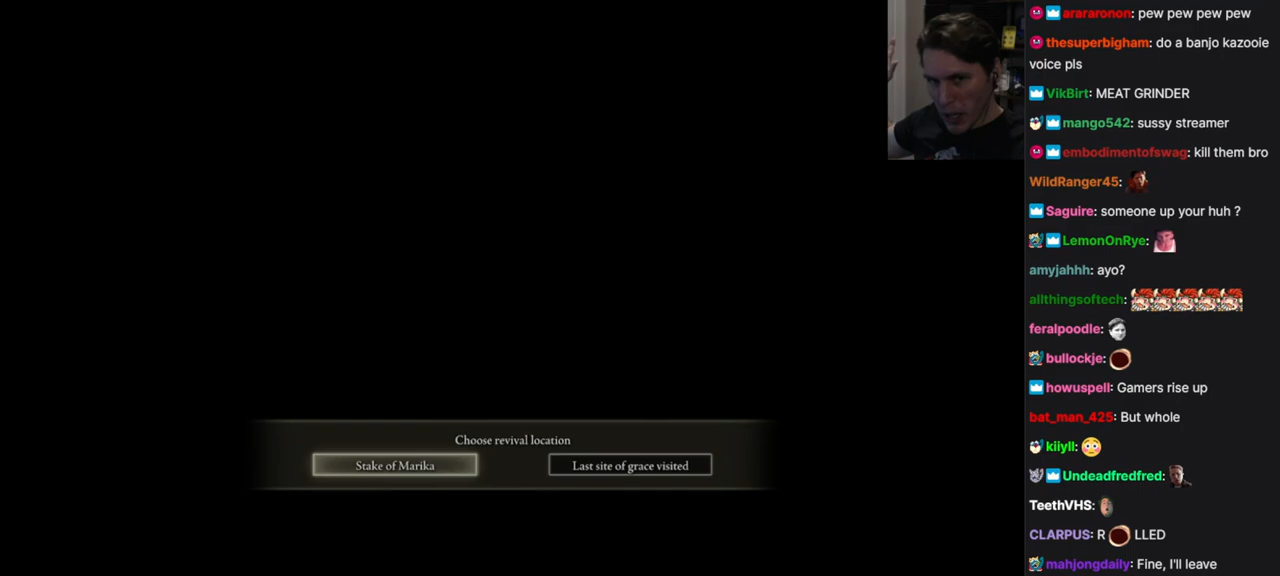 arararonon: pew pew pew pew
thesuperbigham: do a banjo kazooie
voice pls
VikBirt: MEAT GRINDER
mango542: sussy streamer
embodimentofswag: kill them bro
WildRanger45:
Saguire: someone up your huh ?
LemonOnRye:
amyjahhh: ayo?
allthingsoftech:
feralpoodle:
bullockje:
howuspell: Gamers rise up
bat_man_425: But whole
kiiyll:
Undeadfredfred:
TeethVHS:
CLARPUS: R LLED
mahjongdaily: Fine, I'll leave
Choose revival location
Stake of Marika
Last site of grace visited